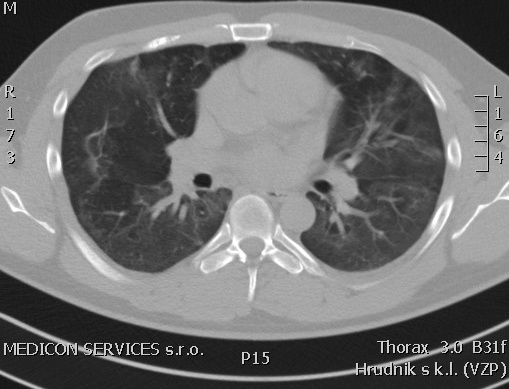 M
R
1
7
3
L
1
6
4
MEDICON SERVICES s.r.o.
P15
Thorax 3.0 B31f
Hrudnik s k.l. (VZP)